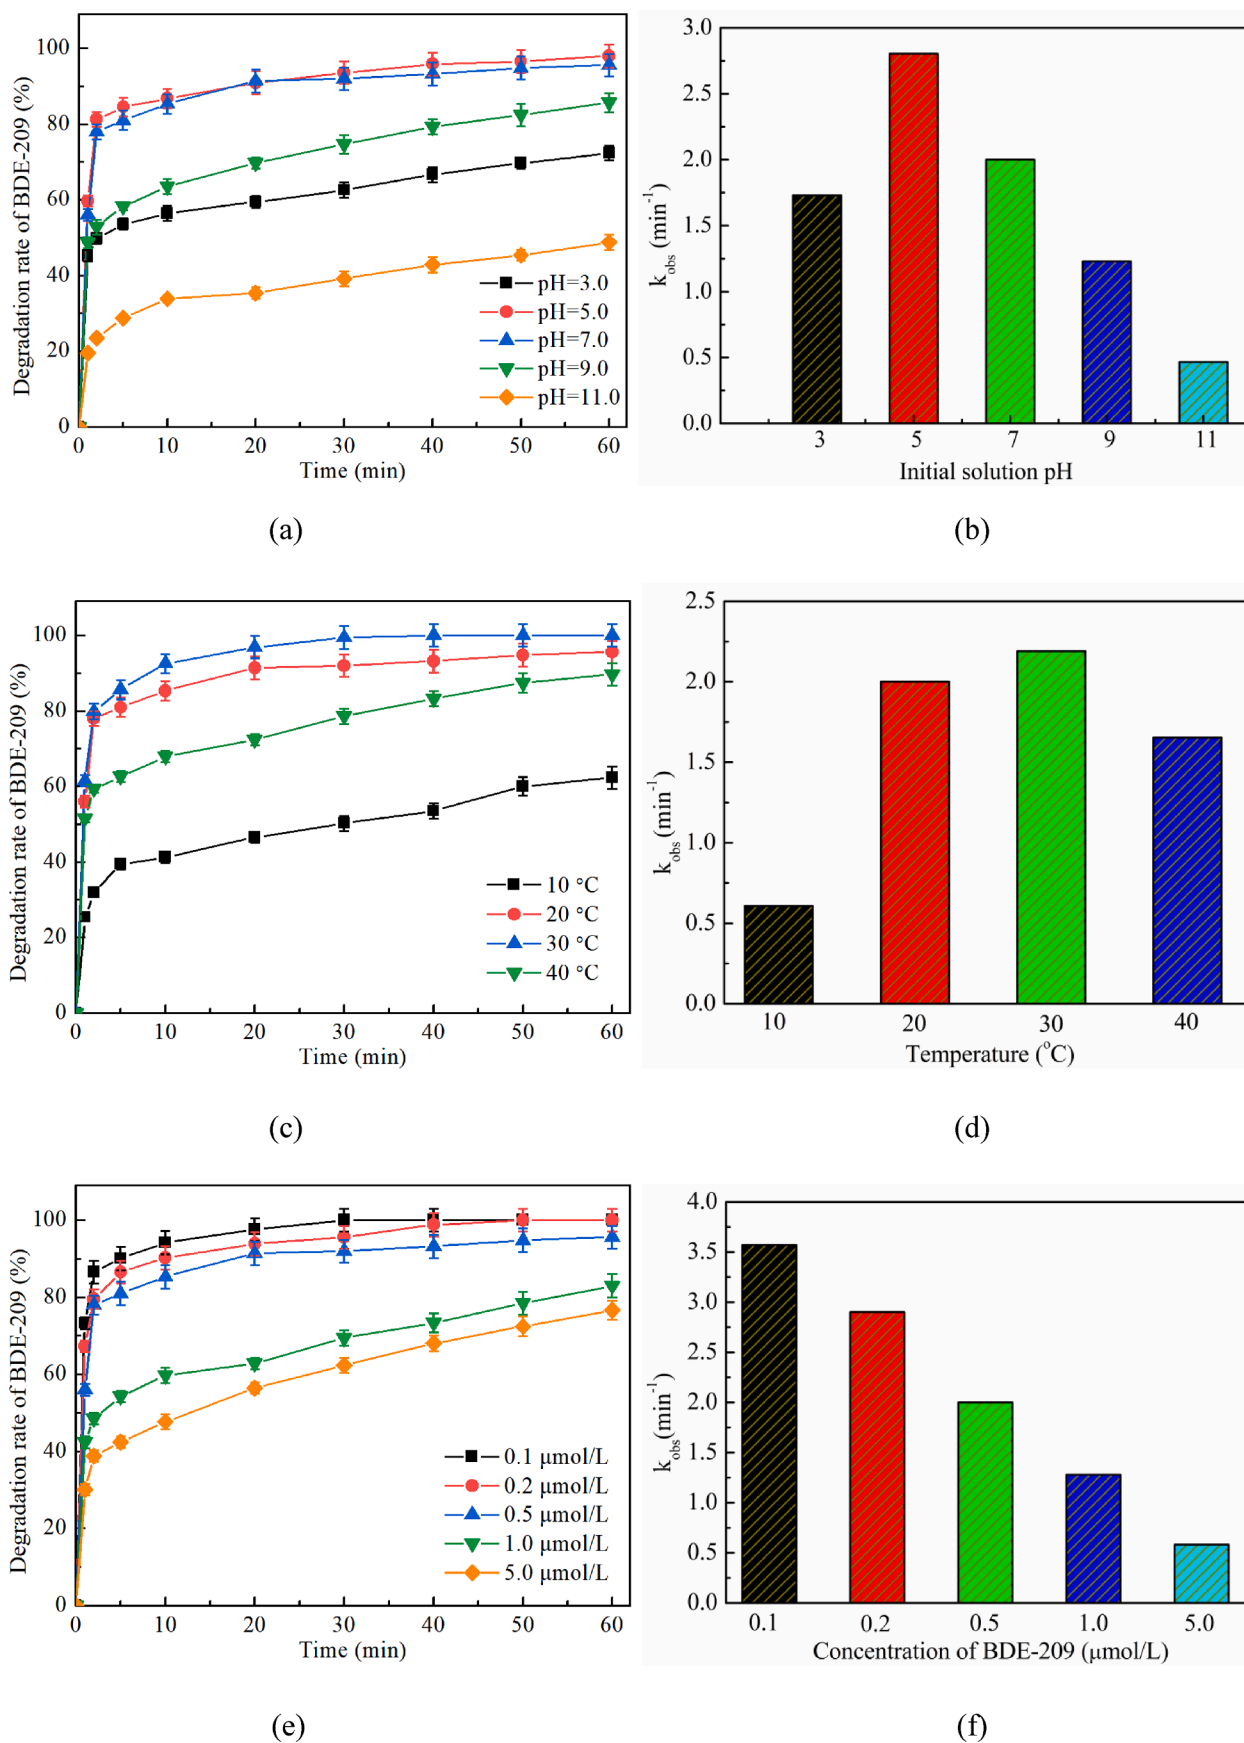 Degradation rate of BDE-209 (%)
100
80
60
40
20
0
pH=3.0
pH=5.0
pH=7.0
pH=9.0
pH=11.0
0 10 20 30 40 50 60
Time (min)
(a)
k_obs (min⁻¹)
3.0
2.5
2.0
1.5
1.0
0.5
0.0
3 5 7 9 11
Initial solution pH
(b)
Degradation rate of BDE-209 (%)
100
80
60
40
20
0
10 °C
20 °C
30 °C
40 °C
0 10 20 30 40 50 60
Time (min)
(c)
k_obs (min⁻¹)
2.5
2.0
1.5
1.0
0.5
0.0
10 20 30 40
Temperature (°C)
(d)
Degradation rate of BDE-209 (%)
100
80
60
40
20
0
0.1 μmol/L
0.2 μmol/L
0.5 μmol/L
1.0 μmol/L
5.0 μmol/L
0 10 20 30 40 50 60
Time (min)
(e)
k_obs(min⁻¹)
4.0
3.5
3.0
2.5
2.0
1.5
1.0
0.5
0.0
0.1 0.2 0.5 1.0 5.0
Concentration of BDE-209 (μmol/L)
(f)